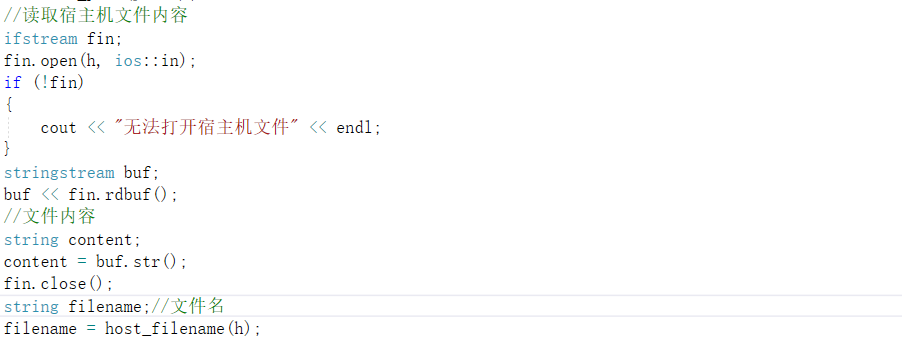 //读取宿主机文件内容
ifstream fin;
fin.open(h, ios::in);
if (!fin)
{
    cout << "无法打开宿主机文件" << endl;
}
stringstream buf;
buf << fin.rdbuf();
//文件内容
string content;
content = buf.str();
fin.close();
string filename;//文件名
filename = host_filename(h);